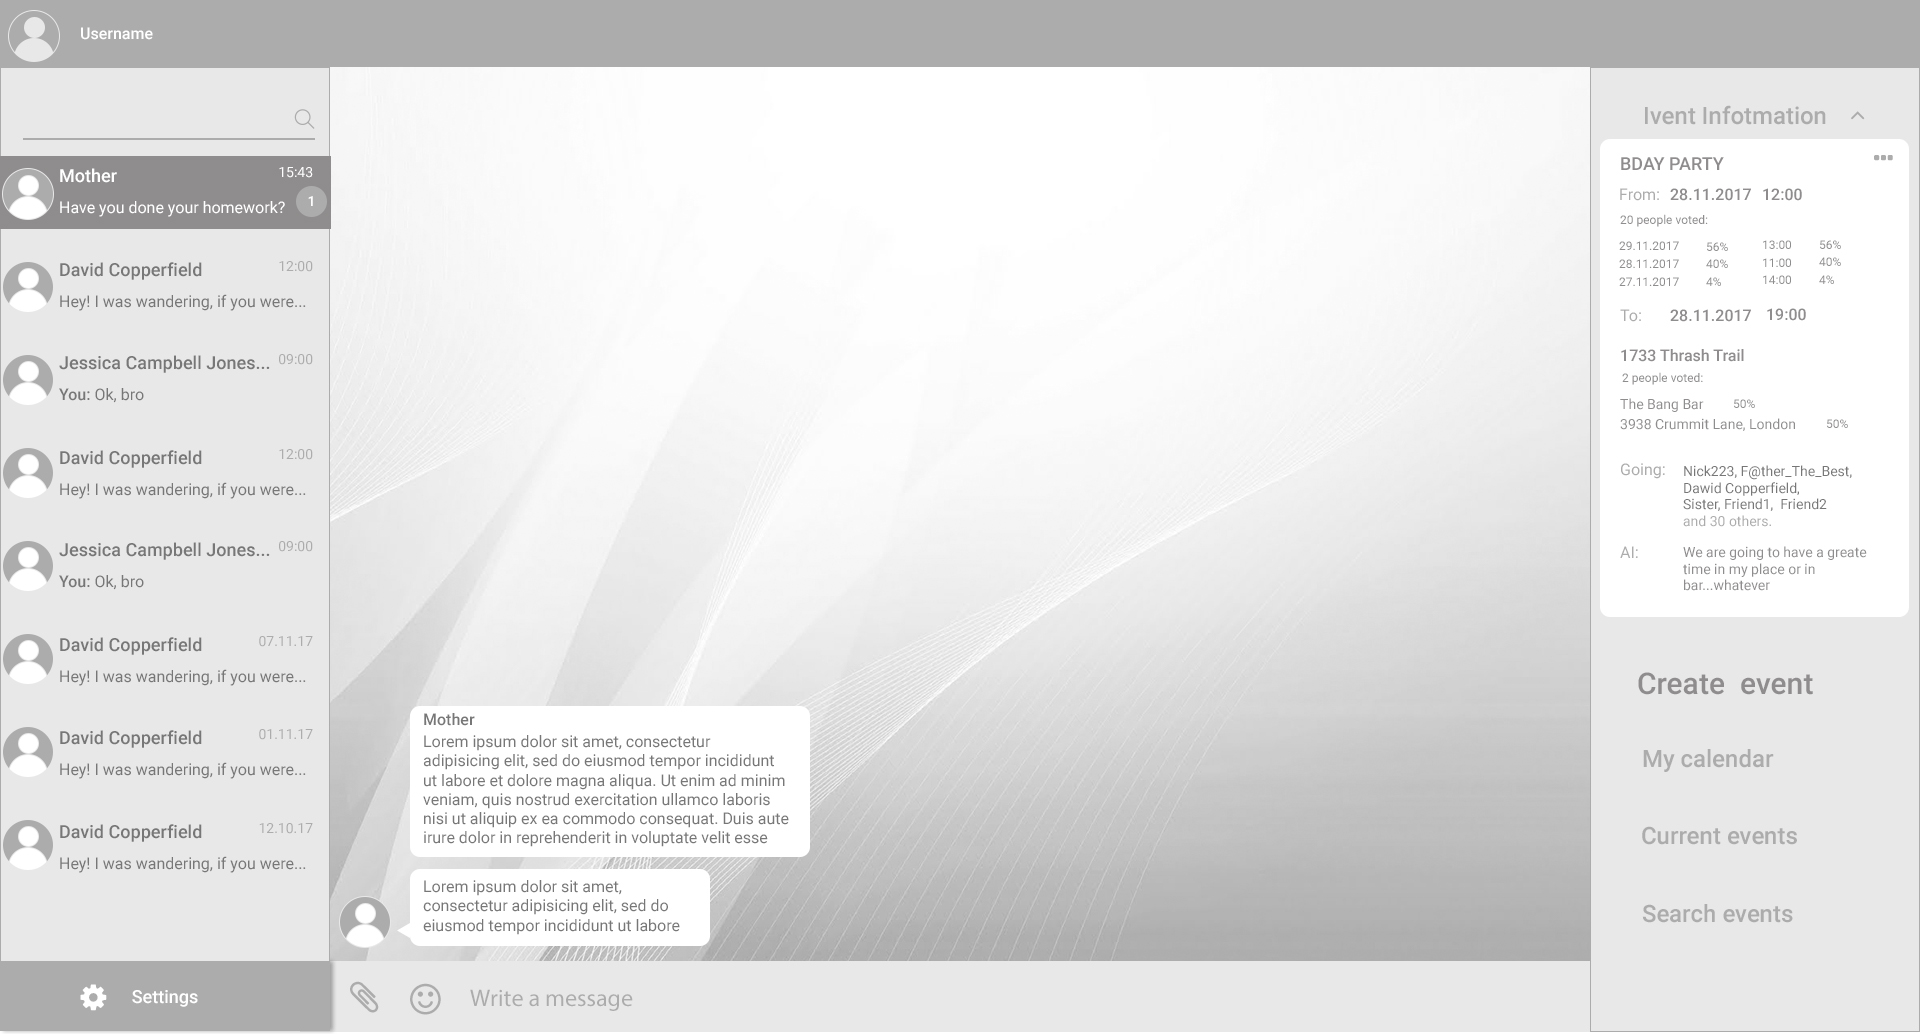 Username
Mother 15:43
Have you done your homework? 1
David Copperfield 12:00
Hey! I was wandering, if you were...
Jessica Campbell Jones... 09:00
You: Ok, bro
David Copperfield 12:00
Hey! I was wandering, if you were...
Jessica Campbell Jones... 09:00
You: Ok, bro
David Copperfield 07.11.17
Hey! I was wandering, if you were...
David Copperfield 01.11.17
Hey! I was wandering, if you were...
David Copperfield 12.10.17
Hey! I was wandering, if you were...
Settings
Mother
Lorem ipsum dolor sit amet, consectetur
adipisicing elit, sed do eiusmod tempor incididunt
ut labore et dolore magna aliqua. Ut enim ad minim
veniam, quis nostrud exercitation ullamco laboris
nisi ut aliquip ex ea commodo consequat. Duis aute
irure dolor in reprehenderit in voluptate velit esse
Lorem ipsum dolor sit amet,
consectetur adipisicing elit, sed do
eiusmod tempor incididunt ut labore
Write a message
Ivent Infotmation
BDAY PARTY
From: 28.11.2017 12:00
20 people voted:
29.11.2017 56% 13:00 56%
28.11.2017 40% 11:00 40%
27.11.2017 4% 14:00 4%
To: 28.11.2017 19:00
1733 Thrash Trail
2 people voted:
The Bang Bar 50%
3938 Crummit Lane, London 50%
Going: Nick223, F@ther_The_Best,
Dawid Copperfield,
Sister, Friend1, Friend2
and 30 others.
AI: We are going to have a greate
time in my place or in
bar...whatever
Create event
My calendar
Current events
Search events